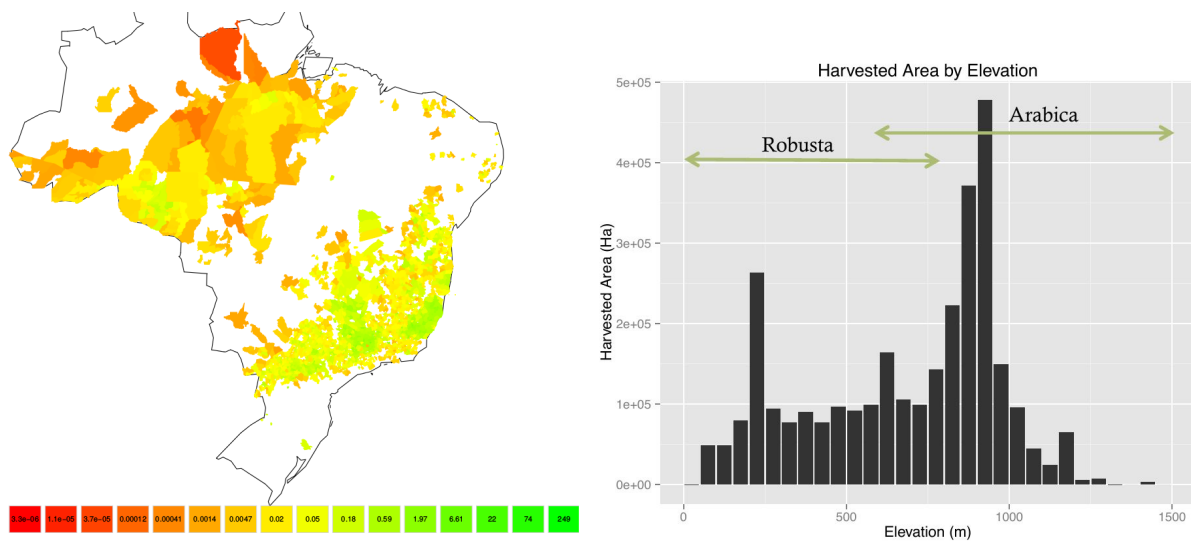 3.3e-06 1.1e-05 3.7e-05 0.00012 0.00041 0.0014 0.0047 0.02 0.05 0.18 0.59 1.97 6.61 22 74 249
Harvested Area by Elevation
5e+05
Arabica
Robusta
4e+05
3e+05
Harvested Area (Ha)
2e+05
1e+05
0e+00
0 500 1000 1500
Elevation (m)